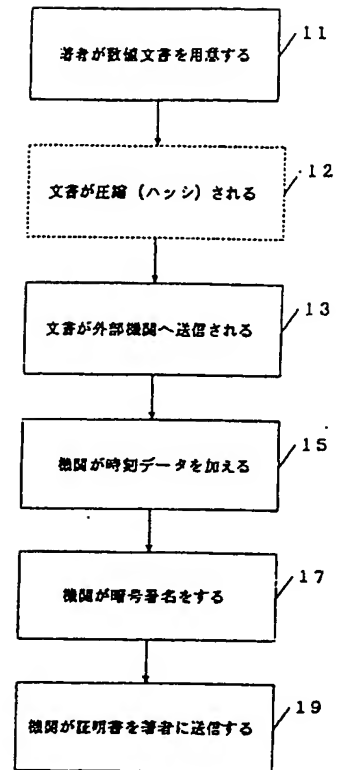 著者が数値文書を用意する
11
文書が圧縮（ハッシ）される
12
文書が外部機関へ送信される
13
機関が時刻データを加える
15
機関が暗号署名をする
17
機関が証明書を著者に送信する
19